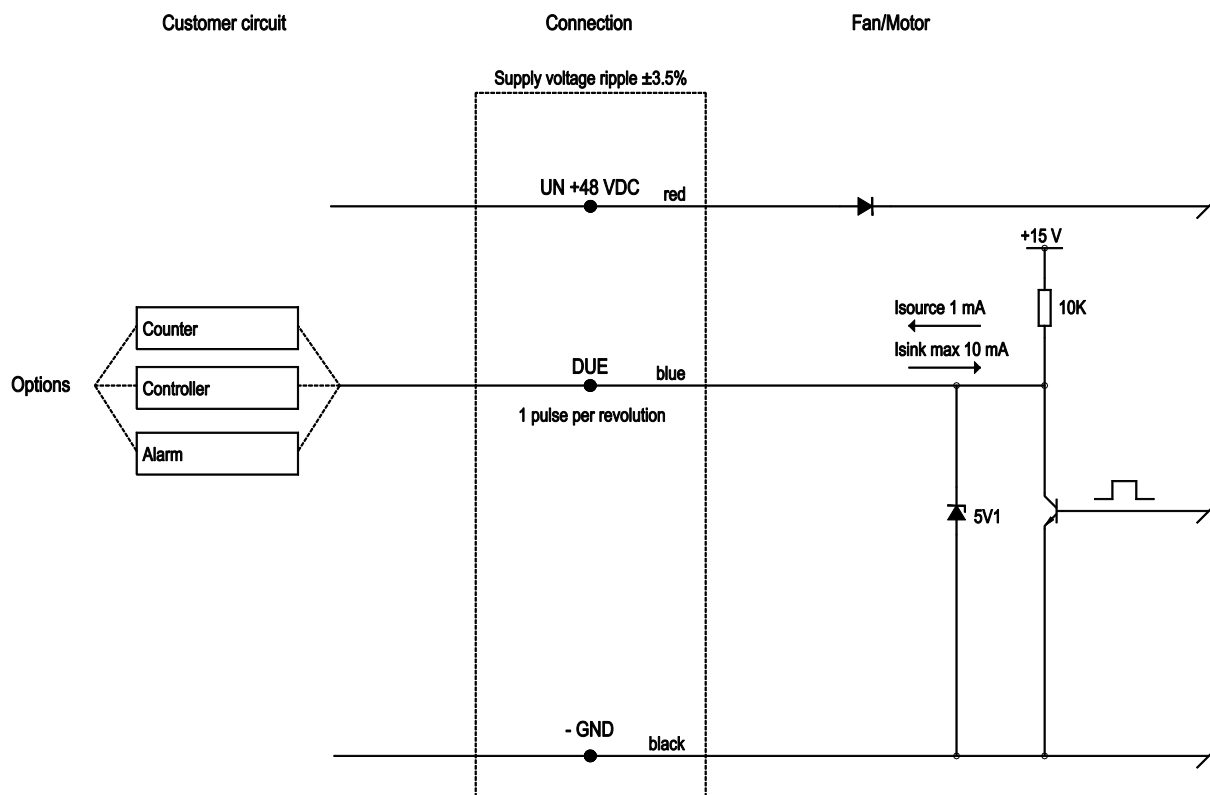 Customer circuit
Connection
Fan/Motor
Supply voltage ripple ±3.5%
UN +48 VDC
red
+15 V
10K
Isource 1 mA
Isink max 10 mA
Options
Counter
Controller
Alarm
DUE
blue
1 pulse per revolution
5V1
- GND
black